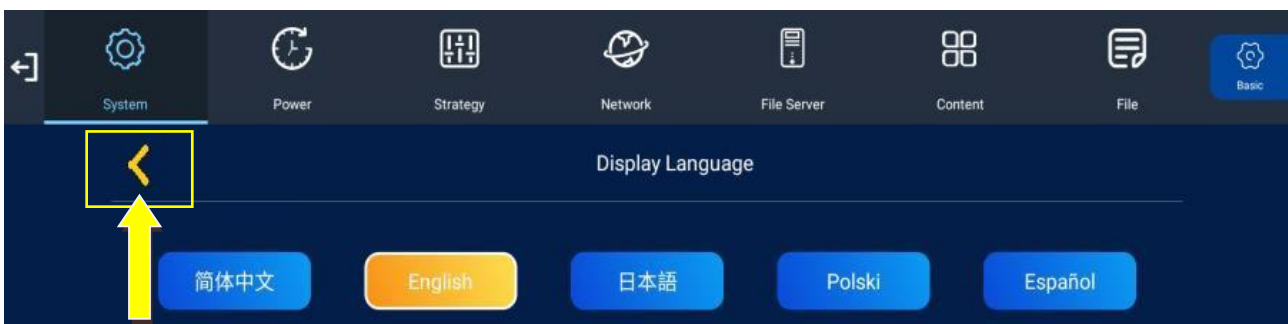 System Power Strategy Network File Server Content File Basic
Display Language
简体中文 English 日本語 Polski Español